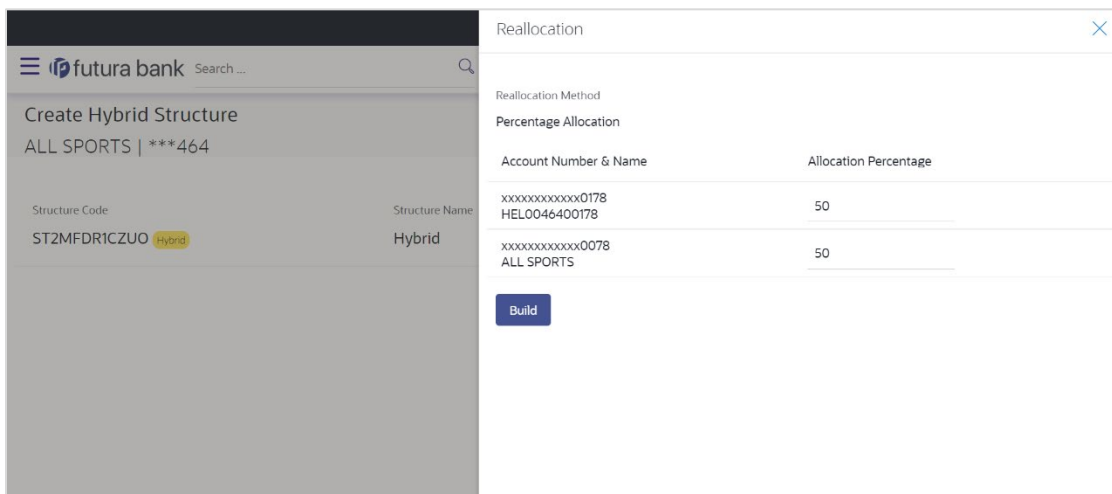 futura bank Search ...
Create Hybrid Structure
ALL SPORTS | ***464
Structure Code Structure Name
ST2MFDR1CZUO Hybrid Hybrid
Reallocation
Reallocation Method
Percentage Allocation
Account Number & Name Allocation Percentage
xxxxxxxxxxxx0178
HEL0046400178
50
xxxxxxxxxxxx0078
ALL SPORTS
50
Build